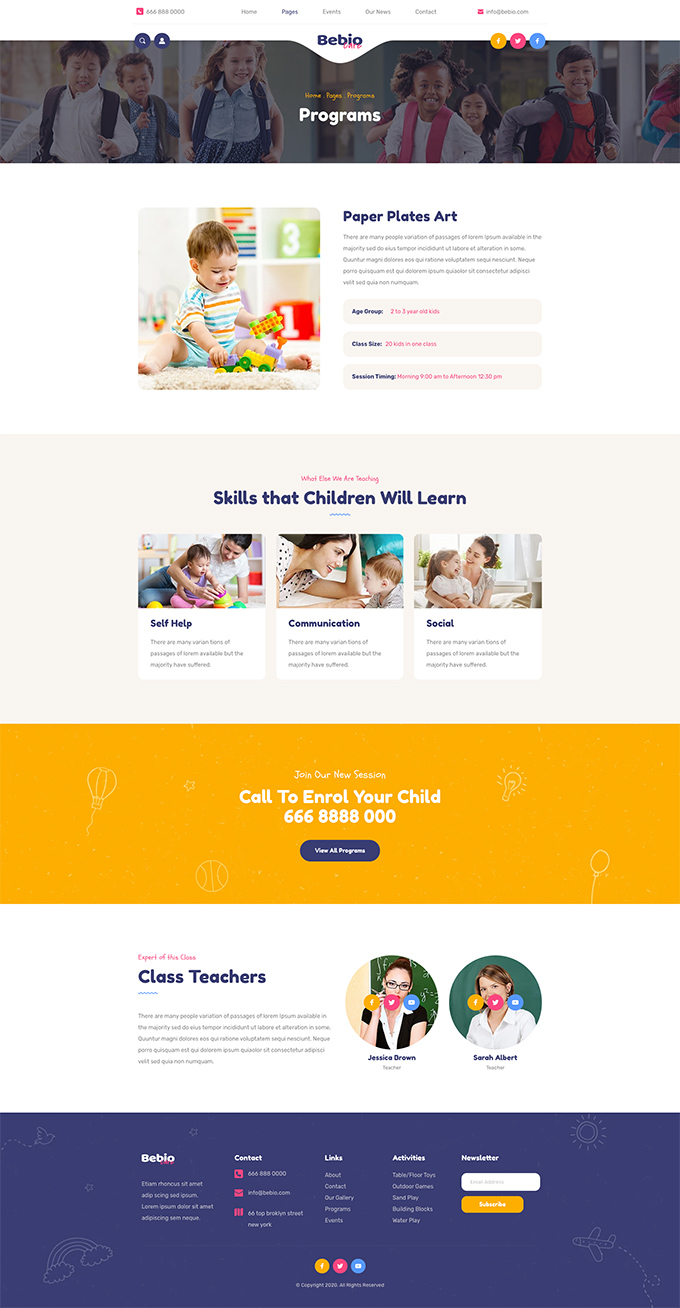 666 888 0000
Home
Pages
Events
Our News
Contact
info@bebio.com
Bebio
care
Home . Pages . Programs
Programs
3
Paper Plates Art
There are many people variation of passages of lorem Ipsum available in the
majority sed do eius tempor incididunt ut labore et alteration in some.
Quuntur magni dolores eos qui ratione voluptatem sequi nesciunt. Neque
porro quisquam est qui dolorem ipsum quiaolor sit consectetur adipisci
velit sed quia non numquam.
Age Group: 2 to 3 year old kids
Class Size: 20 kids in one class
Session Timing: Morning 9:00 am to Afternoon 12:30 pm
What Else We Are Teaching
Skills that Children Will Learn
Self Help
There are many varian tions of
passages of lorem available but the
majority have suffered.
Communication
There are many varian tions of
passages of lorem available but the
majority have suffered.
Social
There are many varian tions of
passages of lorem available but the
majority have suffered.
Join Our New Session
Call To Enrol Your Child
666 8888 000
View All Programs
Expert of this Class
Class Teachers
There are many people variation of passages of lorem Ipsum available in
the majority sed do eius tempor incididunt ut labore et alteration in some.
Quuntur magni dolores eos qui ratione voluptatem sequi nesciunt. Neque
porro quisquam est qui dolorem ipsum quiaolor sit consectetur adipisci
velit sed quia non numquam.
Jessica Brown
Teacher
Sarah Albert
Teacher
Bebio
care
Etiam rhoncus sit amet
adip scing sed ipsum.
Lorem ipsum dolor sit amet
adipiscing sem neque.
Contact
666 888 0000
info@bebio.com
66 top broklyn street
new york
Links
About
Contact
Our Gallery
Programs
Events
Activities
Table/Floor Toys
Outdoor Games
Sand Play
Building Blocks
Water Play
Newsletter
Email Address
Subscribe
© Copyright 2020. All Rights Reserved